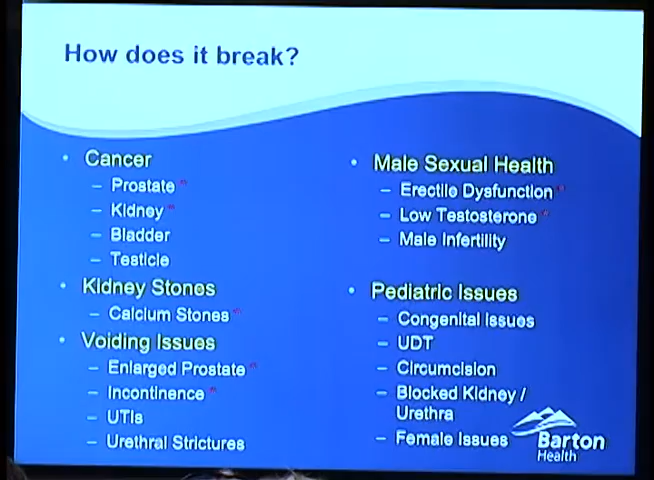 How does it break?
• Cancer
– Prostate *
– Kidney *
– Bladder
– Testicle
• Kidney Stones
– Calcium Stones *
• Voiding Issues
– Enlarged Prostate *
– Incontinence *
– UTIs
– Urethral Strictures
• Male Sexual Health
– Erectile Dysfunction *
– Low Testosterone *
– Male Infertility
• Pediatric Issues
– Congenital issues
– UDT
– Circumcision
– Blocked Kidney /
Urethra
– Female Issues
Barton
Health